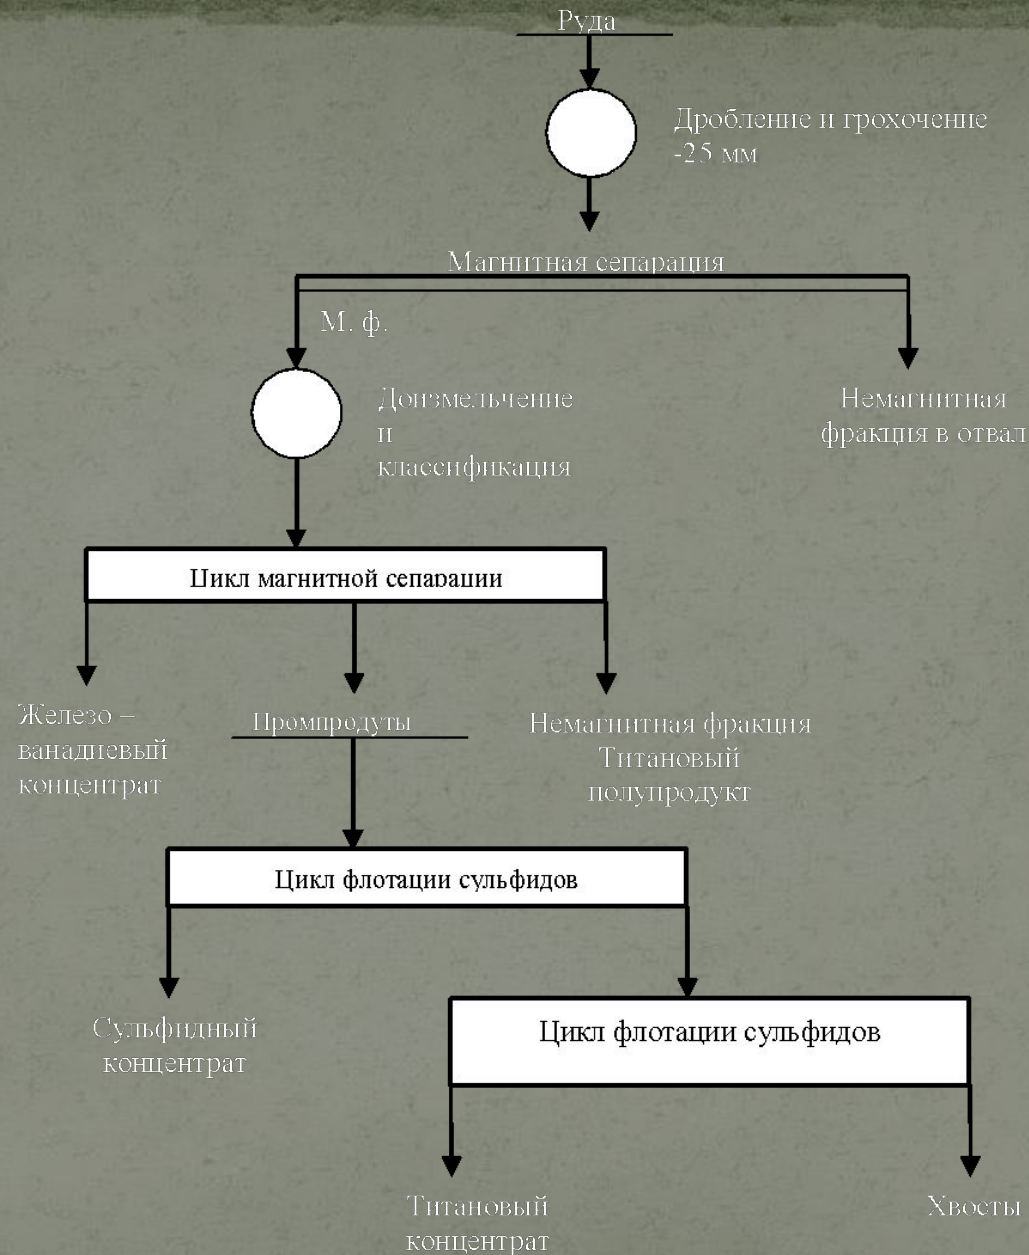 Руда
Дробление и грохочение
-25 мм
Магнитная сепарация
М. ф.
Доизмельчение
и
классификация
Немагнитная
фракция в отвал
Цикл магнитной сепарации
Железо –
ванадиевый
концентрат
Промпродуты
Немагнитная фракция
Титановый
полупродукт
Цикл флотации сульфидов
Сульфидный
концентрат
Цикл флотации сульфидов
Титановый
концентрат
Хвосты